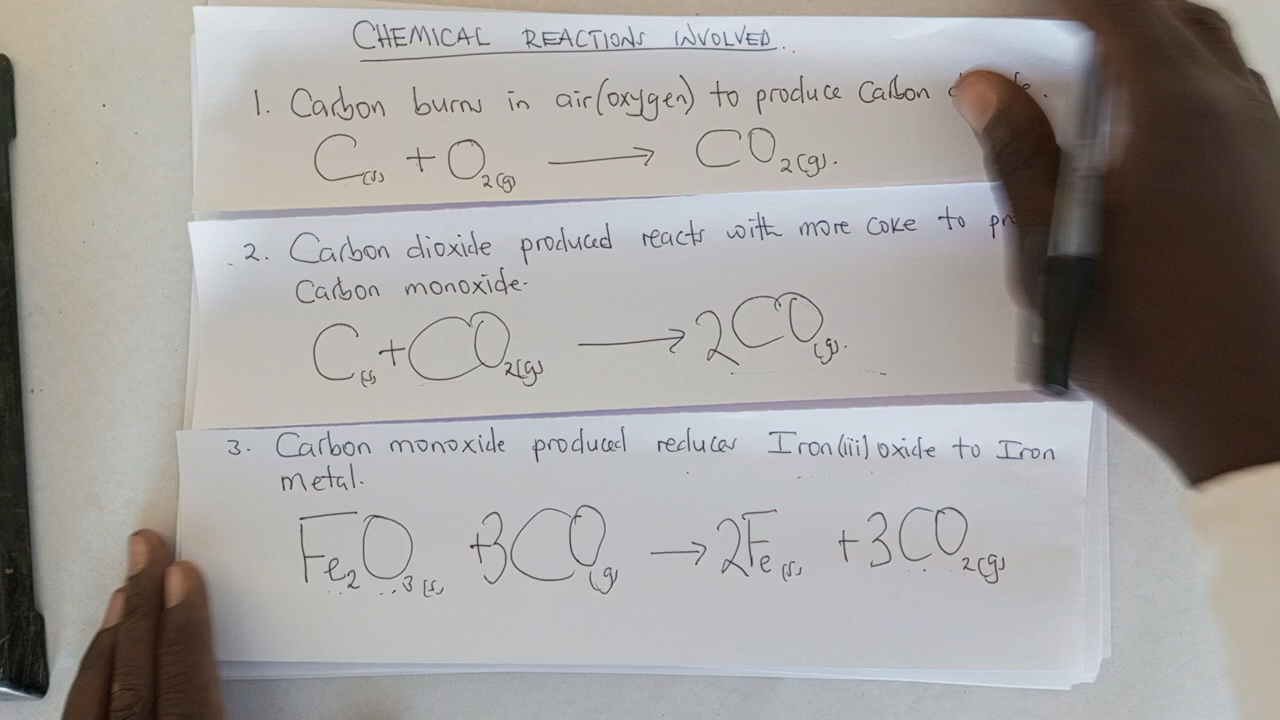 CHEMICAL REACTIONS INVOLVED.
1. Carbon burns in air (oxygen) to produce Carbon
C(s) + O2(g) → CO2(g).
2. Carbon dioxide produced reacts with more coke to
Carbon monoxide.
C(s) + CO2(g) → 2CO(g).
3. Carbon monoxide produced reduces Iron(iii) oxide to Iron
metal.
Fe2O3(s) + 3CO(g) → 2Fe(s) + 3CO2(g)